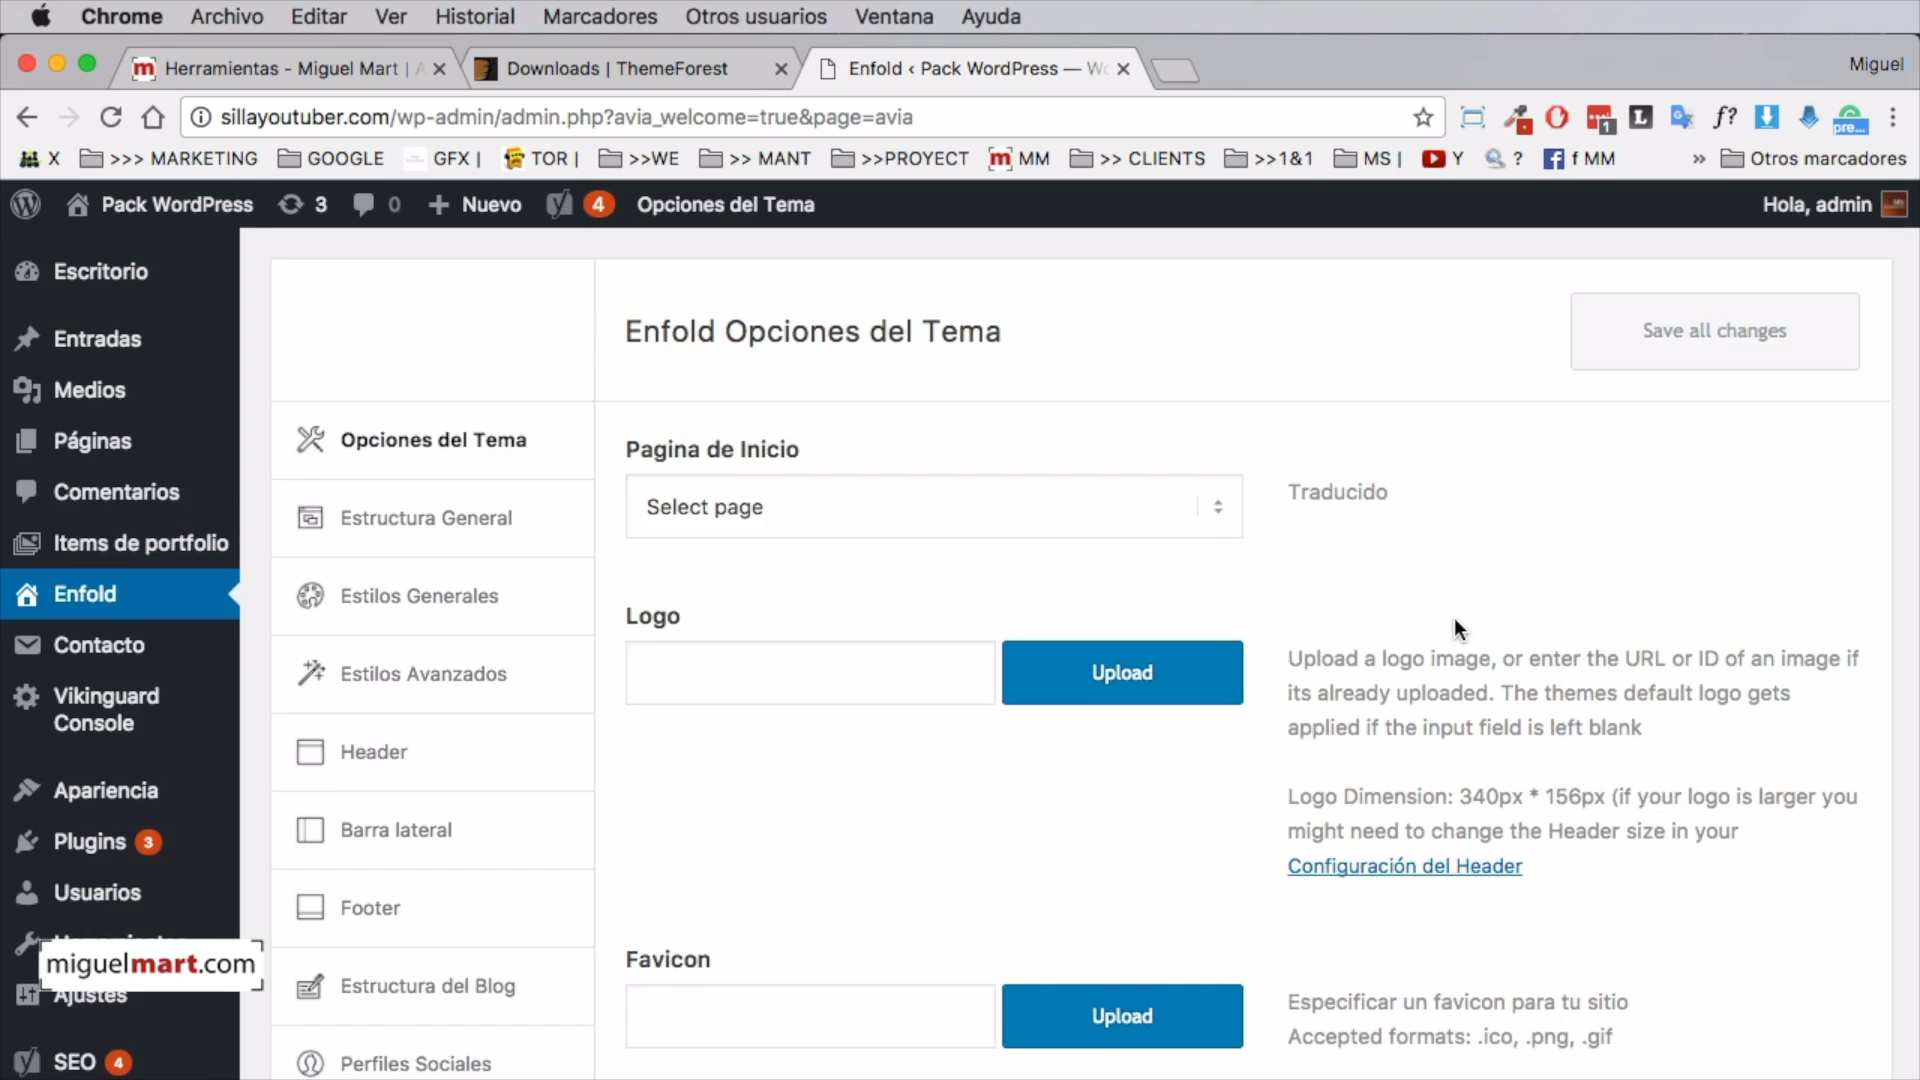 Chrome Archivo Editar Ver Historial Marcadores Otros usuarios Ventana Ayuda
Herramientas - Miguel Mart |
Downloads | ThemeForest
Enfold ‹ Pack WordPress —
Miguel
sillayoutuber.com/wp-admin/admin.php?avia_welcome=true&page=avia
X >>> MARKETING GOOGLE GFX | TOR | >>WE >> MANT >>PROYECT MM >> CLIENTS >>1&1 MS | Y ? f MM » Otros marcadores
Pack WordPress 3 0 + Nuevo 4 Opciones del Tema Hola, admin
Escritorio
Entradas
Medios
Páginas
Comentarios
Items de portfolio
Enfold
Contacto
Vikinguard
Console
Apariencia
Plugins 3
Usuarios
miguelmart.com
Ajustes
SEO 4
Opciones del Tema
Estructura General
Estilos Generales
Estilos Avanzados
Header
Barra lateral
Footer
Estructura del Blog
Perfiles Sociales
Enfold Opciones del Tema
Save all changes
Pagina de Inicio
Select page
Traducido
Logo
Upload
Upload a logo image, or enter the URL or ID of an image if
its already uploaded. The themes default logo gets
applied if the input field is left blank
Logo Dimension: 340px * 156px (if your logo is larger you
might need to change the Header size in your
Configuración del Header
Favicon
Upload
Especificar un favicon para tu sitio
Accepted formats: .ico, .png, .gif